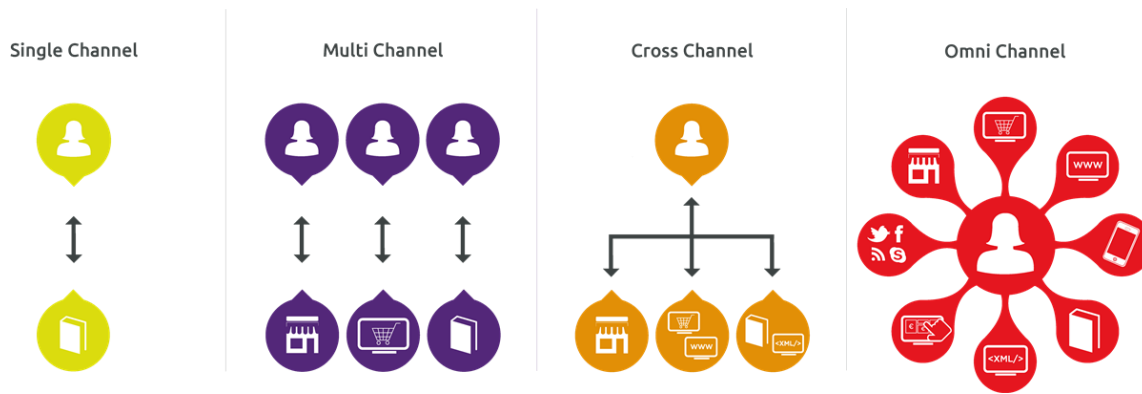 Single Channel
Multi Channel
Cross Channel
Omni Channel
www
<XML/>
www
<XML/>